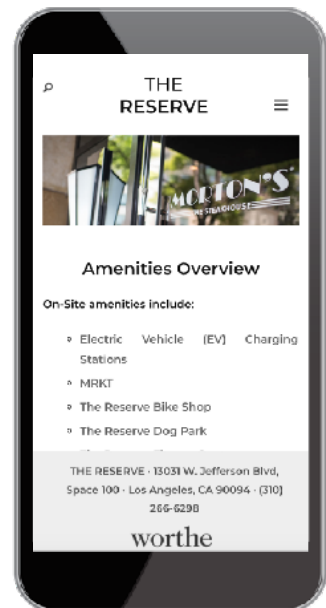 THE
RESERVE
MORTON'S
THE STEAKHOUSE
Amenities Overview
On-Site amenities include:
Electric Vehicle (EV) Charging
Stations
MRKT
The Reserve Bike Shop
The Reserve Dog Park
THE RESERVE · 13031 W. Jefferson Blvd,
Space 100 · Los Angeles, CA 90094 · (310)
266-6298
worthe